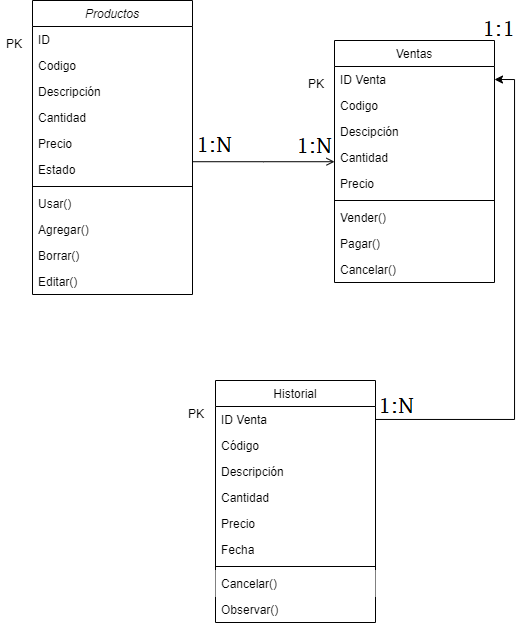 Productos
PK
ID
Codigo
Descripción
Cantidad
Precio
Estado
Usar()
Agregar()
Borrar()
Editar()
1:N
1:N
1:1
Ventas
PK
ID Venta
Codigo
Descipción
Cantidad
Precio
Vender()
Pagar()
Cancelar()
Historial
PK
ID Venta
Código
Descripción
Cantidad
Precio
Fecha
Cancelar()
Observar()
1:N